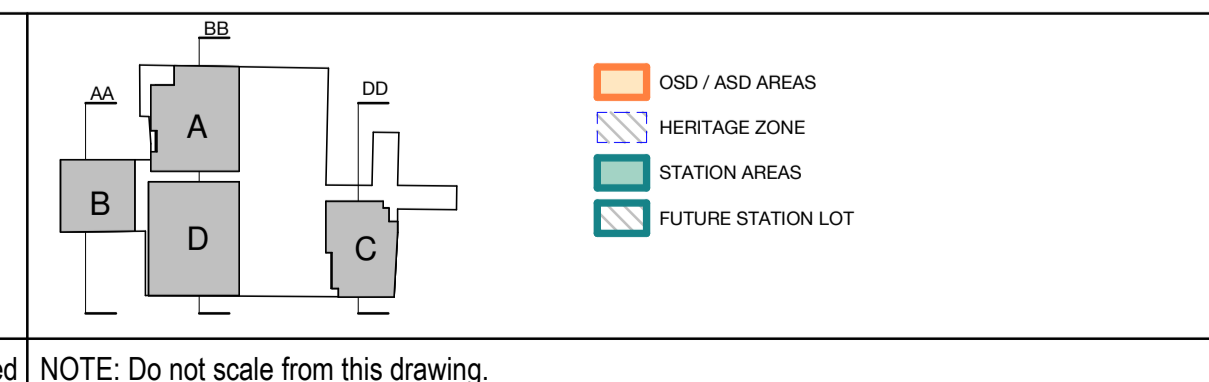 BB
AA
DD
A
B
D
C
OSD / ASD AREAS
HERITAGE ZONE
STATION AREAS
FUTURE STATION LOT
ed
NOTE: Do not scale from this drawing.